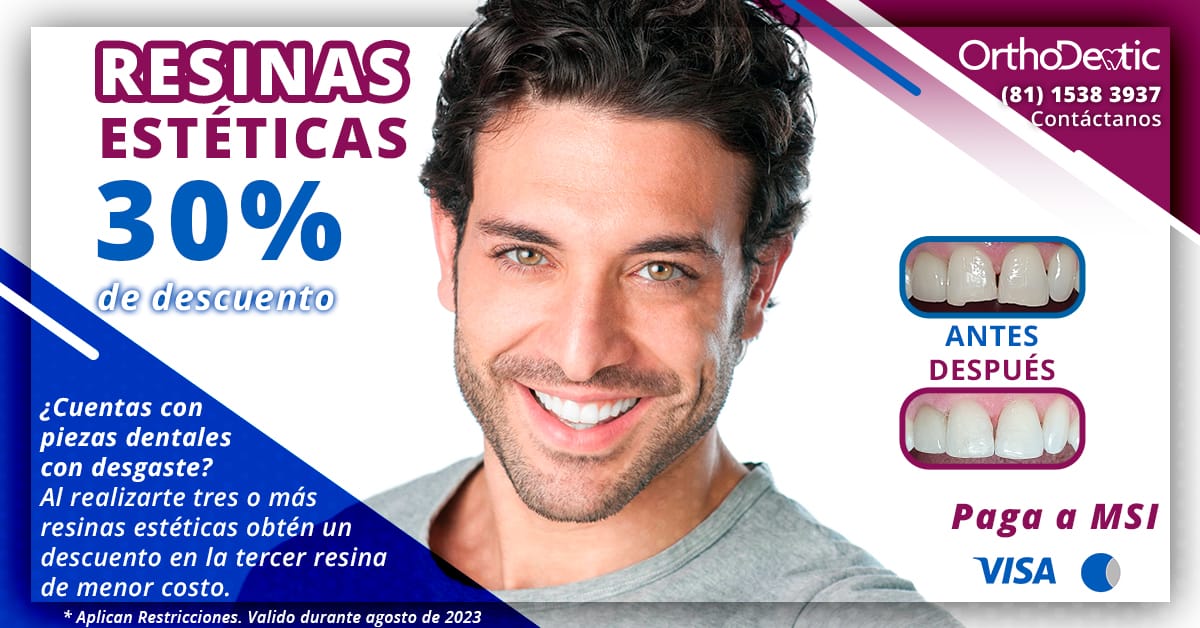 RESINAS
ESTÉTICAS
30%
de descuento
¿Cuentas con
piezas dentales
con desgaste?
Al realizarte tres o más
resinas estéticas obtén un
descuento en la tercer resina
de menor costo.
* Aplican Restricciones. Valido durante agosto de 2023
OrthoDentic
(81) 1538 3937
Contáctanos
ANTES
DESPUÉS
Paga a MSI
VISA